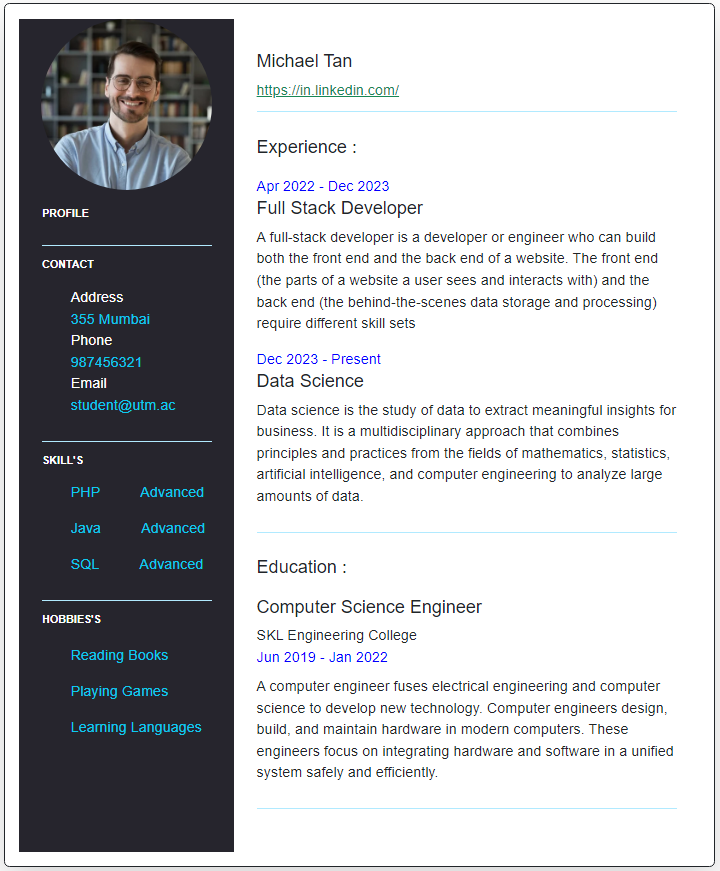 PROFILE
CONTACT
Address
355 Mumbai
Phone
987456321
Email
student@utm.ac
SKILL'S
PHP Advanced
Java Advanced
SQL Advanced
HOBBIES'S
Reading Books
Playing Games
Learning Languages
Michael Tan
https://in.linkedin.com/
Experience :
Apr 2022 - Dec 2023
Full Stack Developer
A full-stack developer is a developer or engineer who can build
both the front end and the back end of a website. The front end
(the parts of a website a user sees and interacts with) and the
back end (the behind-the-scenes data storage and processing)
require different skill sets
Dec 2023 - Present
Data Science
Data science is the study of data to extract meaningful insights for
business. It is a multidisciplinary approach that combines
principles and practices from the fields of mathematics, statistics,
artificial intelligence, and computer engineering to analyze large
amounts of data.
Education :
Computer Science Engineer
SKL Engineering College
Jun 2019 - Jan 2022
A computer engineer fuses electrical engineering and computer
science to develop new technology. Computer engineers design,
build, and maintain hardware in modern computers. These
engineers focus on integrating hardware and software in a unified
system safely and efficiently.